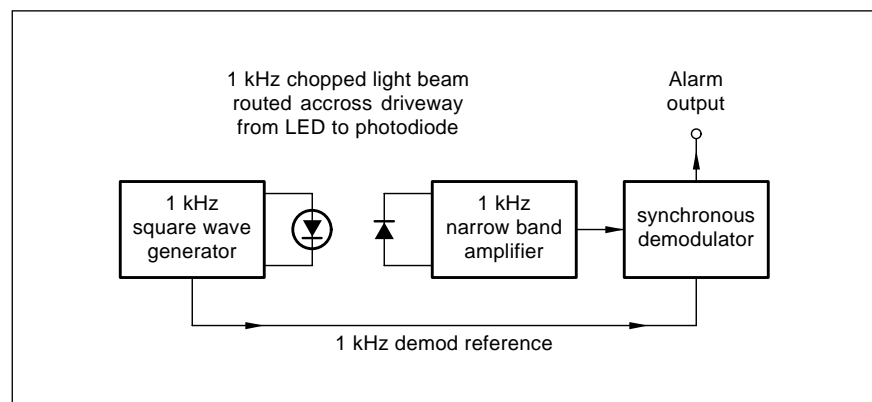 1 kHz chopped light beam
routed accross driveway
from LED to photodiode
Alarm
output
1 kHz
square wave
generator
1 kHz
narrow band
amplifier
synchronous
demodulator
1 kHz demod reference